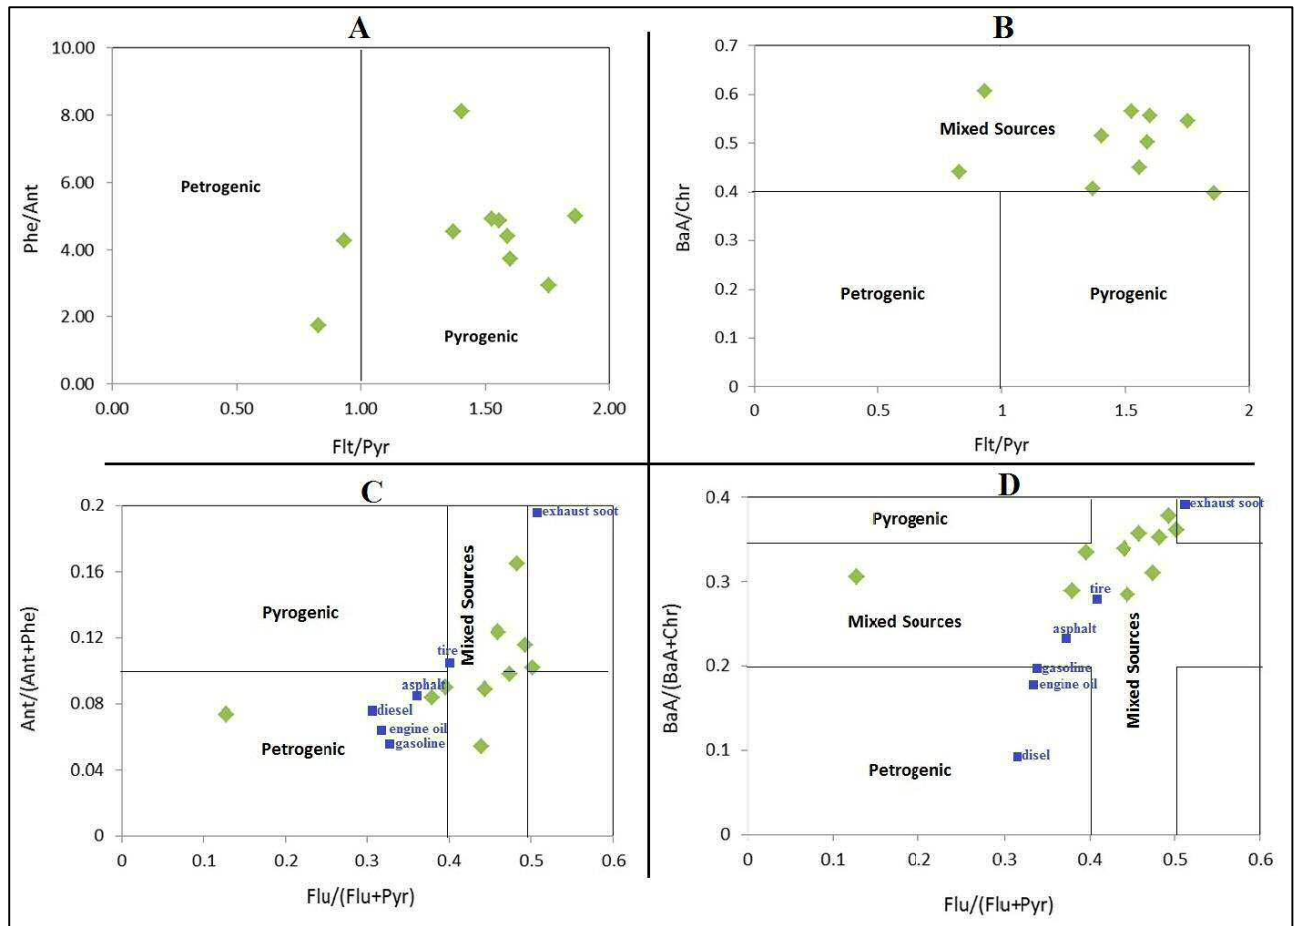 A
10.00
8.00
6.00
4.00
2.00
0.00
Phe/Ant
Petrogenic
Pyrogenic
0.00 0.50 1.00 1.50 2.00
Flt/Pyr
B
0.7
0.6
0.5
0.4
0.3
0.2
0.1
0
BaA/Chr
Mixed Sources
Petrogenic
Pyrogenic
0 0.5 1 1.5 2
Flt/Pyr
C
0.2
0.16
0.12
0.08
0.04
0
Ant/(Ant+Phe)
exhaust soot
Mixed Sources
Pyrogenic
tire
asphalt
diesel
engine oil
gasoline
Petrogenic
0 0.1 0.2 0.3 0.4 0.5 0.6
Flu/(Flu+Pyr)
D
0.4
0.3
0.2
0.1
0
BaA/(BaA+Chr)
exhaust soot
Pyrogenic
tire
Mixed Sources
asphalt
Mixed Sources
gasoline
engine oil
disel
Petrogenic
0 0.1 0.2 0.3 0.4 0.5 0.6
Flu/(Flu+Pyr)